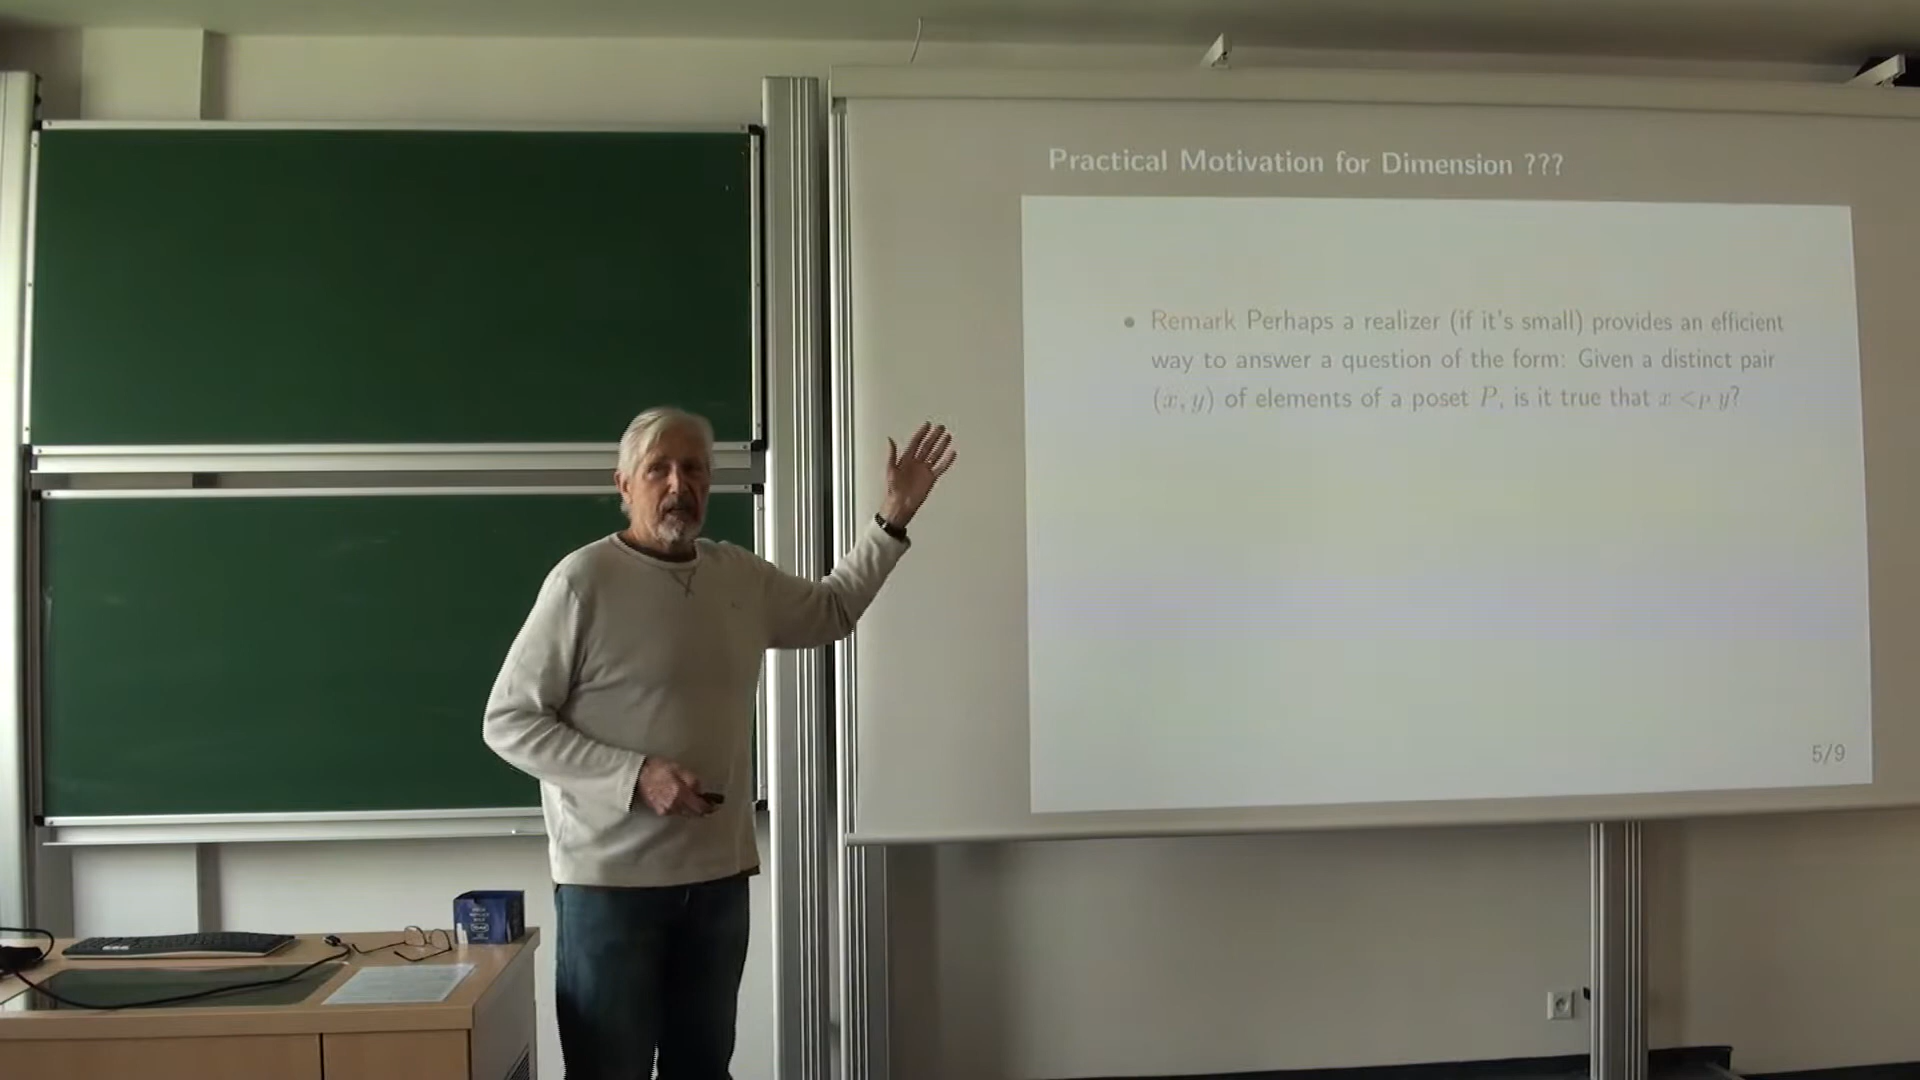 Practical Motivation for Dimension ???
• Remark Perhaps a realizer (if it's small) provides an efficient
way to answer a question of the form: Given a distinct pair
(x, y) of elements of a poset P, is it true that x <_P y?
5/9